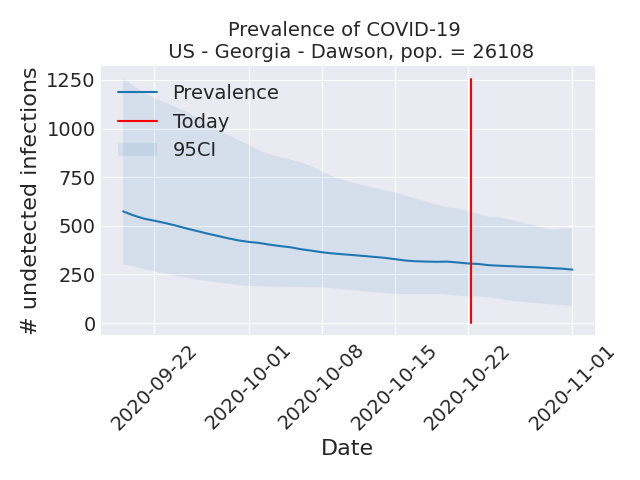 Prevalence of COVID-19
US - Georgia - Dawson, pop. = 26108
# undetected infections
1250
1000
750
500
250
0
Prevalence
Today
95CI
2020-09-22
2020-10-01
2020-10-08
2020-10-15
2020-10-22
2020-11-01
Date